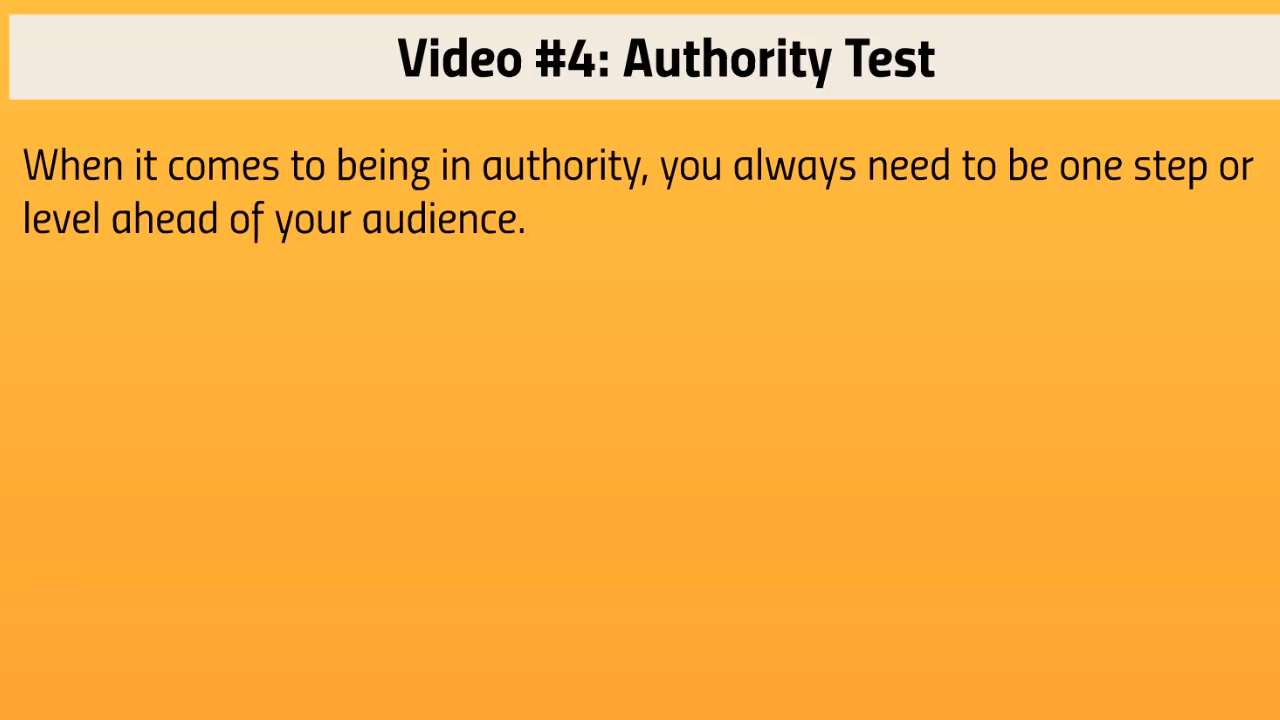 Video #4: Authority Test
When it comes to being in authority, you always need to be one step or
level ahead of your audience.